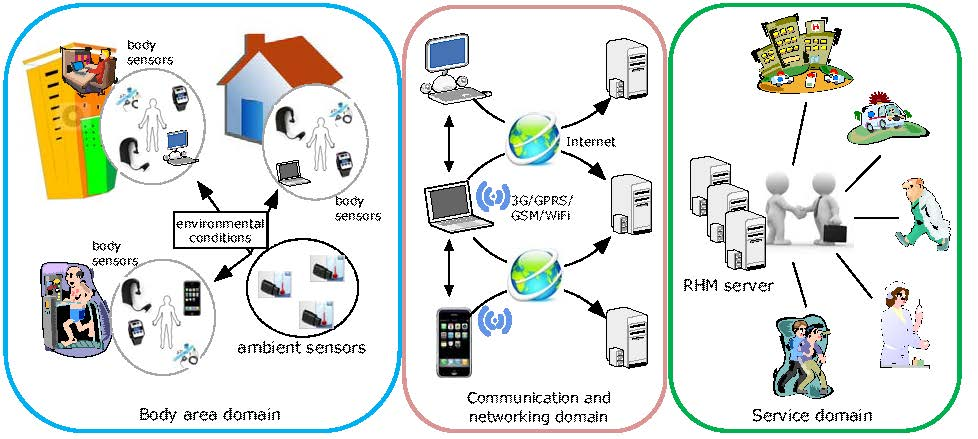 body
sensors
AC
body
sensors
environmental
conditions
body
sensors
ambient sensors
Body area domain
Internet
3G/GPRS/
GSM/WiFi
Communication and
networking domain
H
RHM server
Service domain